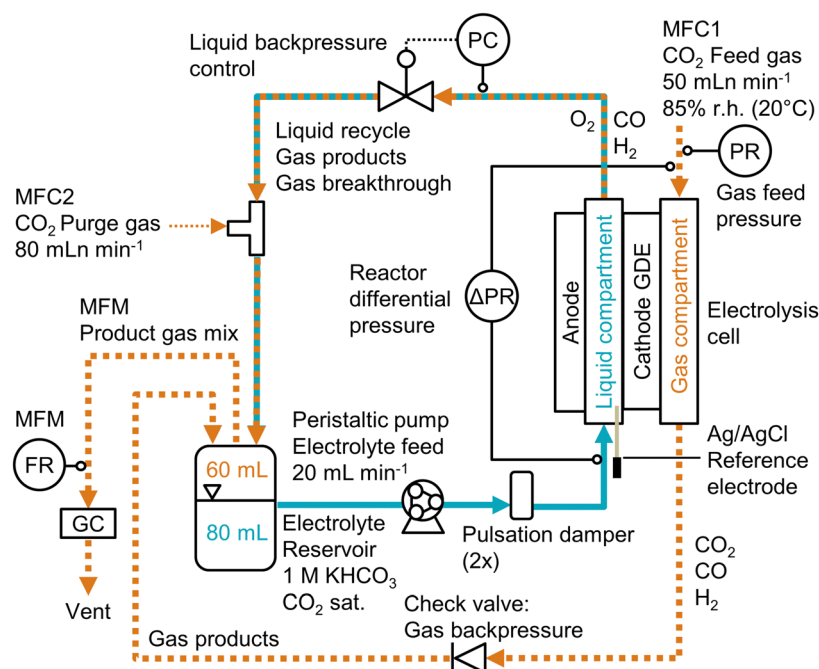 Liquid backpressure
control
PC
MFC1
CO₂ Feed gas
50 mLn min⁻¹
85% r.h. (20°C)
O₂
CO
H₂
PR
Gas feed
pressure
Liquid recycle
Gas products
Gas breakthrough
MFC2
CO₂ Purge gas
80 mLn min⁻¹
Reactor
differential
pressure
ΔPR
Anode
Liquid compartment
Cathode GDE
Gas compartment
Electrolysis
cell
MFM
Product gas mix
MFM
FR
GC
Vent
60 mL
80 mL
Peristaltic pump
Electrolyte feed
20 mL min⁻¹
Electrolyte
Reservoir
1 M KHCO₃
CO₂ sat.
Pulsation damper
(2x)
Ag/AgCl
Reference
electrode
CO₂
CO
H₂
Check valve:
Gas backpressure
Gas products